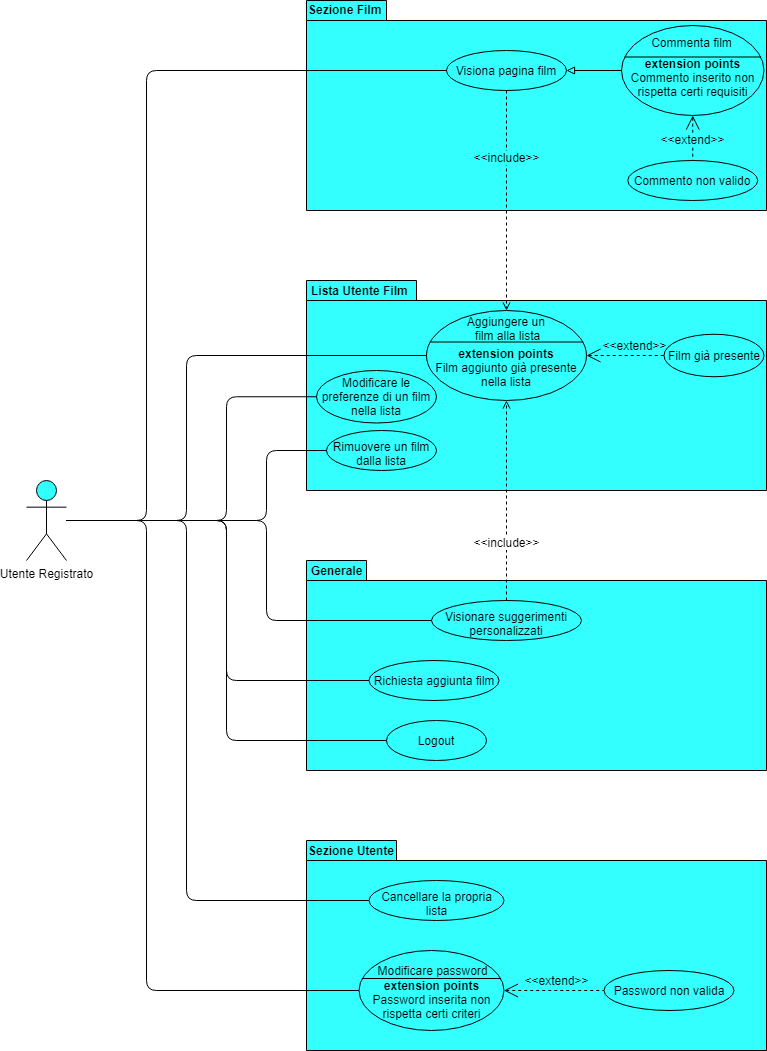 Sezione Film
Commenta film
Visiona pagina film
extension points
Commento inserito non
rispetta certi requisiti
<<extend>>
<<include>>
Commento non valido
Lista Utente Film
Aggiungere un
film alla lista
<<extend>>
extension points
Film aggiunto già presente
nella lista
Film già presente
Modificare le
preferenze di un film
nella lista
Rimuovere un film
dalla lista
Utente Registrato
<<include>>
Generale
Visionare suggerimenti
personalizzati
Richiesta aggiunta film
Logout
Sezione Utente
Cancellare la propria
lista
Modificare password
extension points
Password inserita non
rispetta certi criteri
<<extend>>
Password non valida